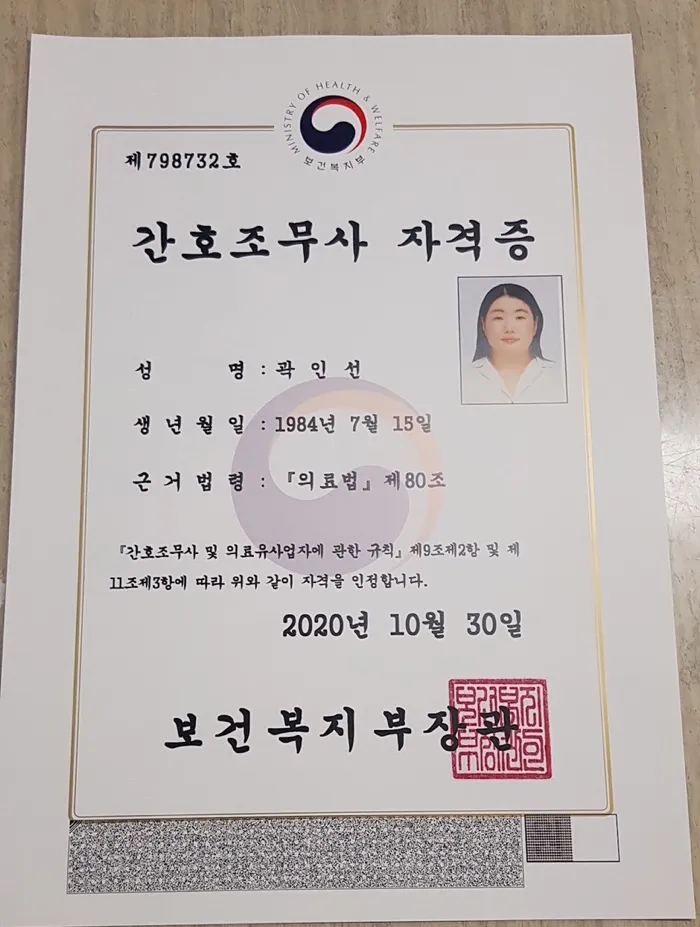 MINISTRY OF HEALTH & WELFARE
보건복지부
제798732호
간호조무사 자격증
성 명 : 곽인선
생년월일 : 1984년 7월 15일
근거법령 : 『의료법』 제80조
『간호조무사 및 의료유사업자에 관한 규칙』 제9조제2항 및 제
11조제3항에 따라 위와 같이 자격을 인정합니다.
2020년 10월 30일
보건복지부장관